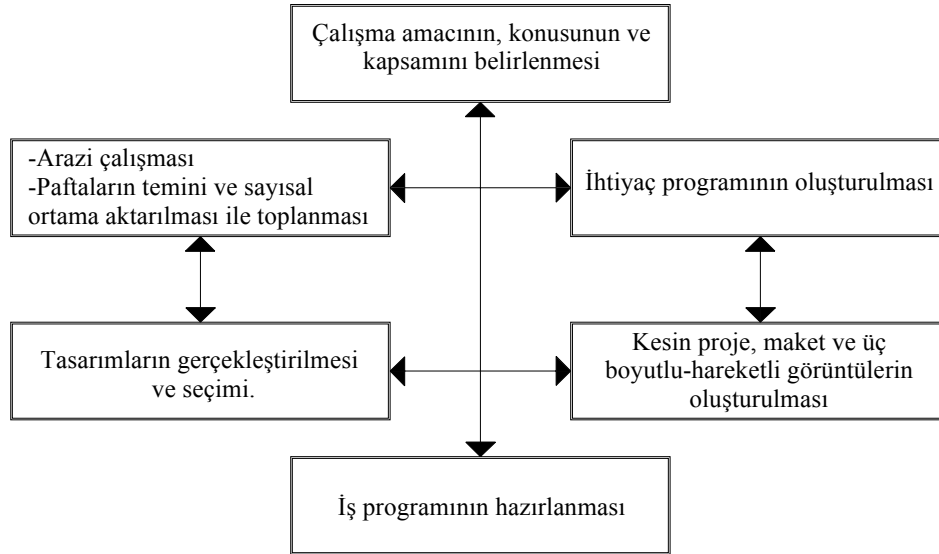 Çalışma amacının, konusunun ve
kapsamını belirlenmesi
-Arazi çalışması
-Paftaların temini ve sayısal
ortama aktarılması ile toplanması
İhtiyaç programının oluşturulması
Tasarımların gerçekleştirilmesi
ve seçimi.
Kesin proje, maket ve üç
boyutlu-hareketli görüntülerin
oluşturulması
İş programının hazırlanması